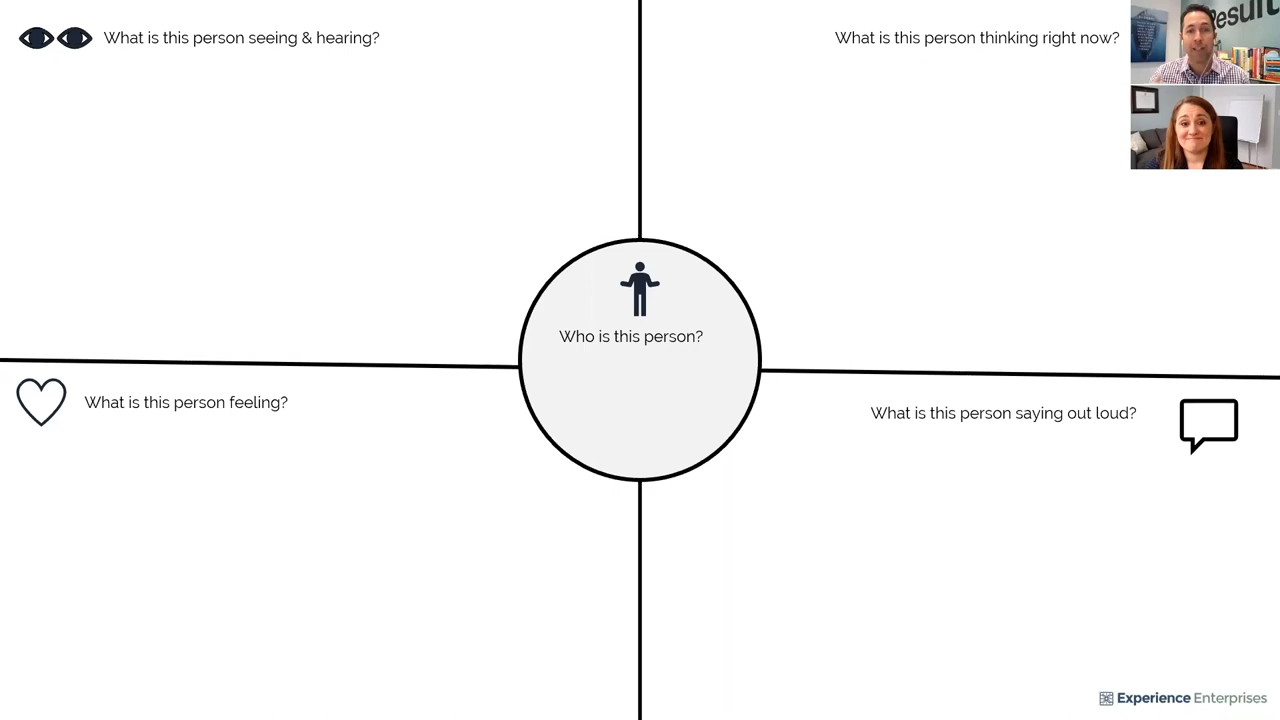 What is this person seeing & hearing?
What is this person thinking right now?
Result
Who is this person?
What is this person feeling?
What is this person saying out loud?
Experience Enterprises